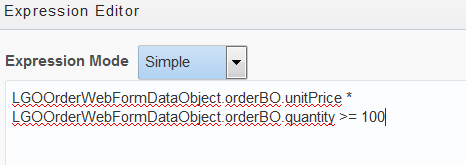 Expression Editor
Expression Mode Simple
LGOOrderWebFormDataObject.orderBO.unitPrice *
LGOOrderWebFormDataObject.orderBO.quantity >= 100